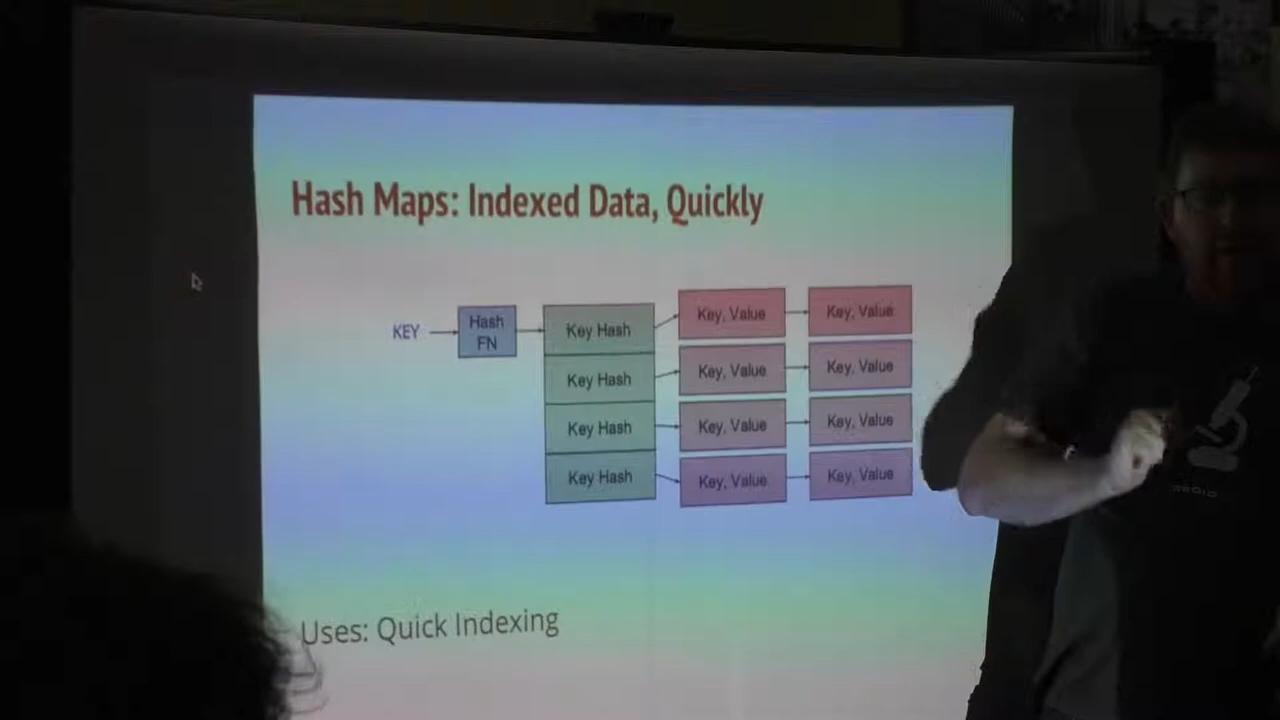 Hash Maps: Indexed Data, Quickly
KEY
Hash
FN
Key Hash
Key, Value
Key, Value
Key Hash
Key, Value
Key, Value
Key Hash
Key, Value
Key, Value
Key Hash
Key, Value
Key, Value
Uses: Quick Indexing